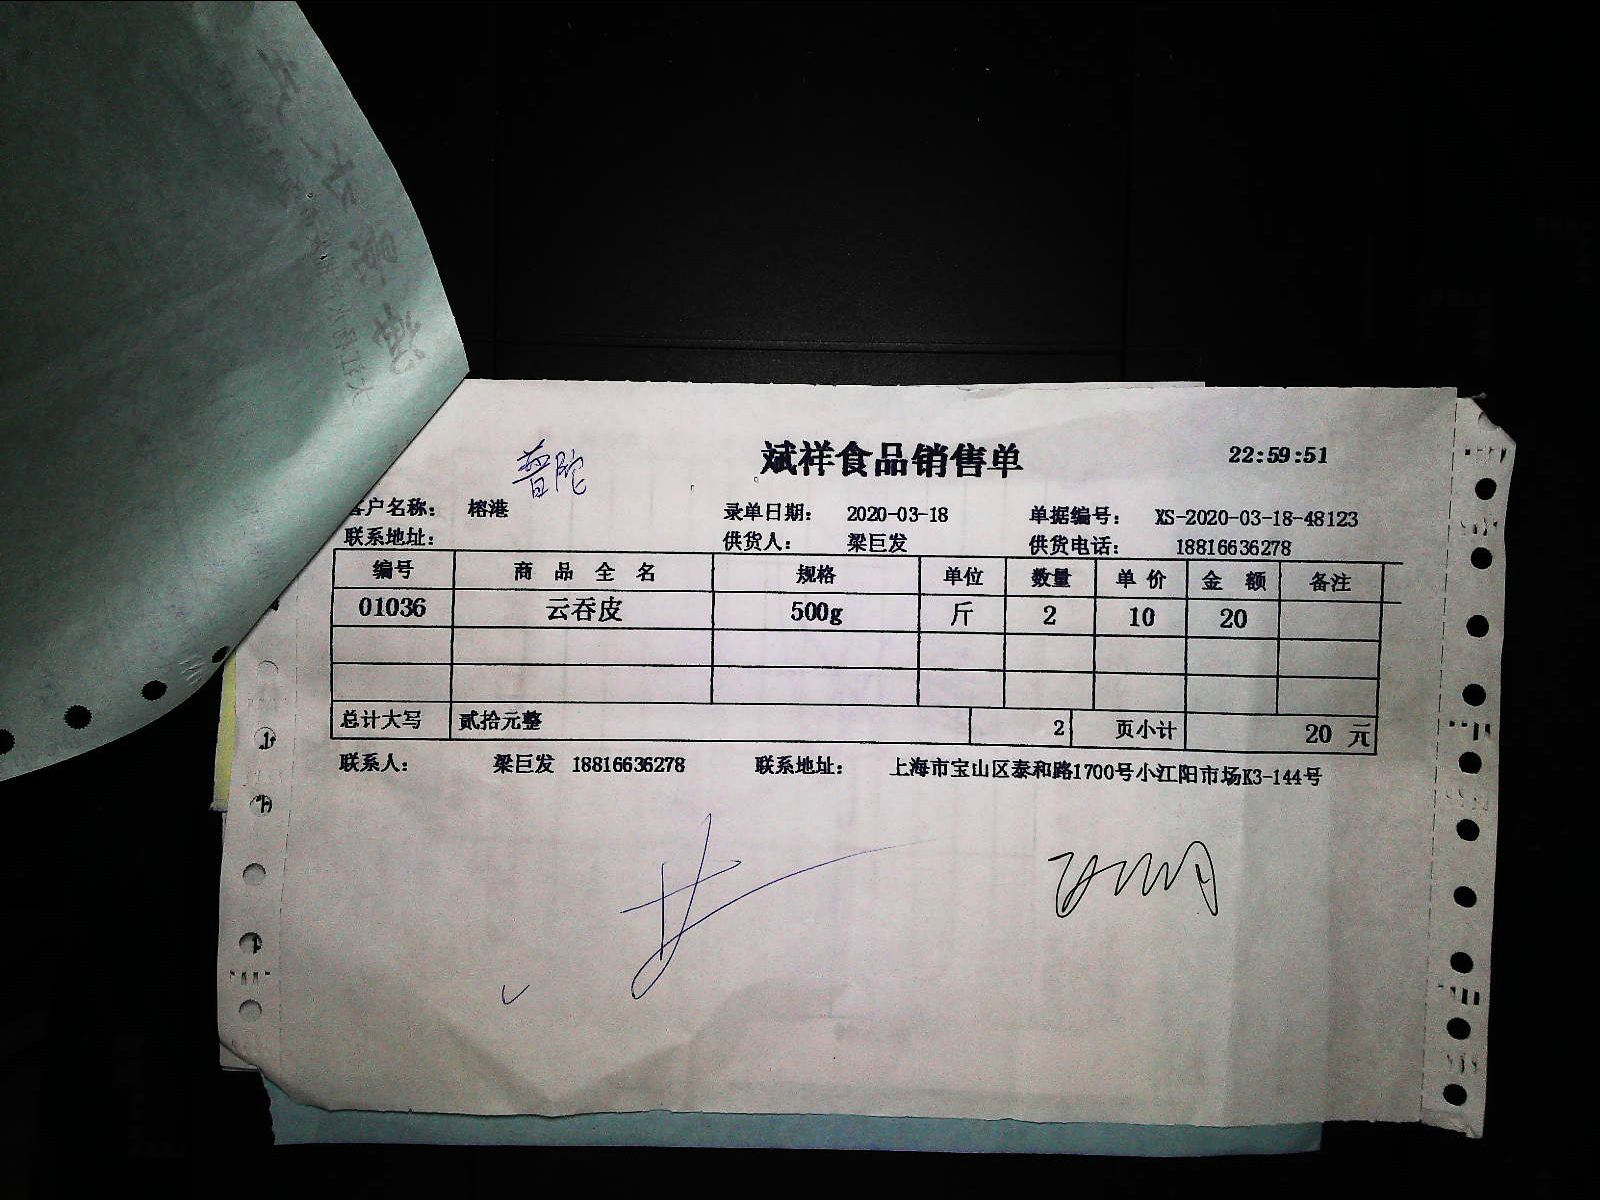 斌祥食品销售单 22:59:51
普陀
客户名称： 榕港 录单日期： 2020-03-18 单据编号： XS-2020-03-18-48123
联系地址： 供货人： 梁巨发 供货电话： 18816636278
编号 商品全名 规格 单位 数量 单价 金额 备注
01036 云吞皮 500g 斤 2 10 20
总计大写 贰拾元整 2 页小计 20 元
联系人： 梁巨发 18816636278 联系地址： 上海市宝山区泰和路1700号小江阳市场K3-144号